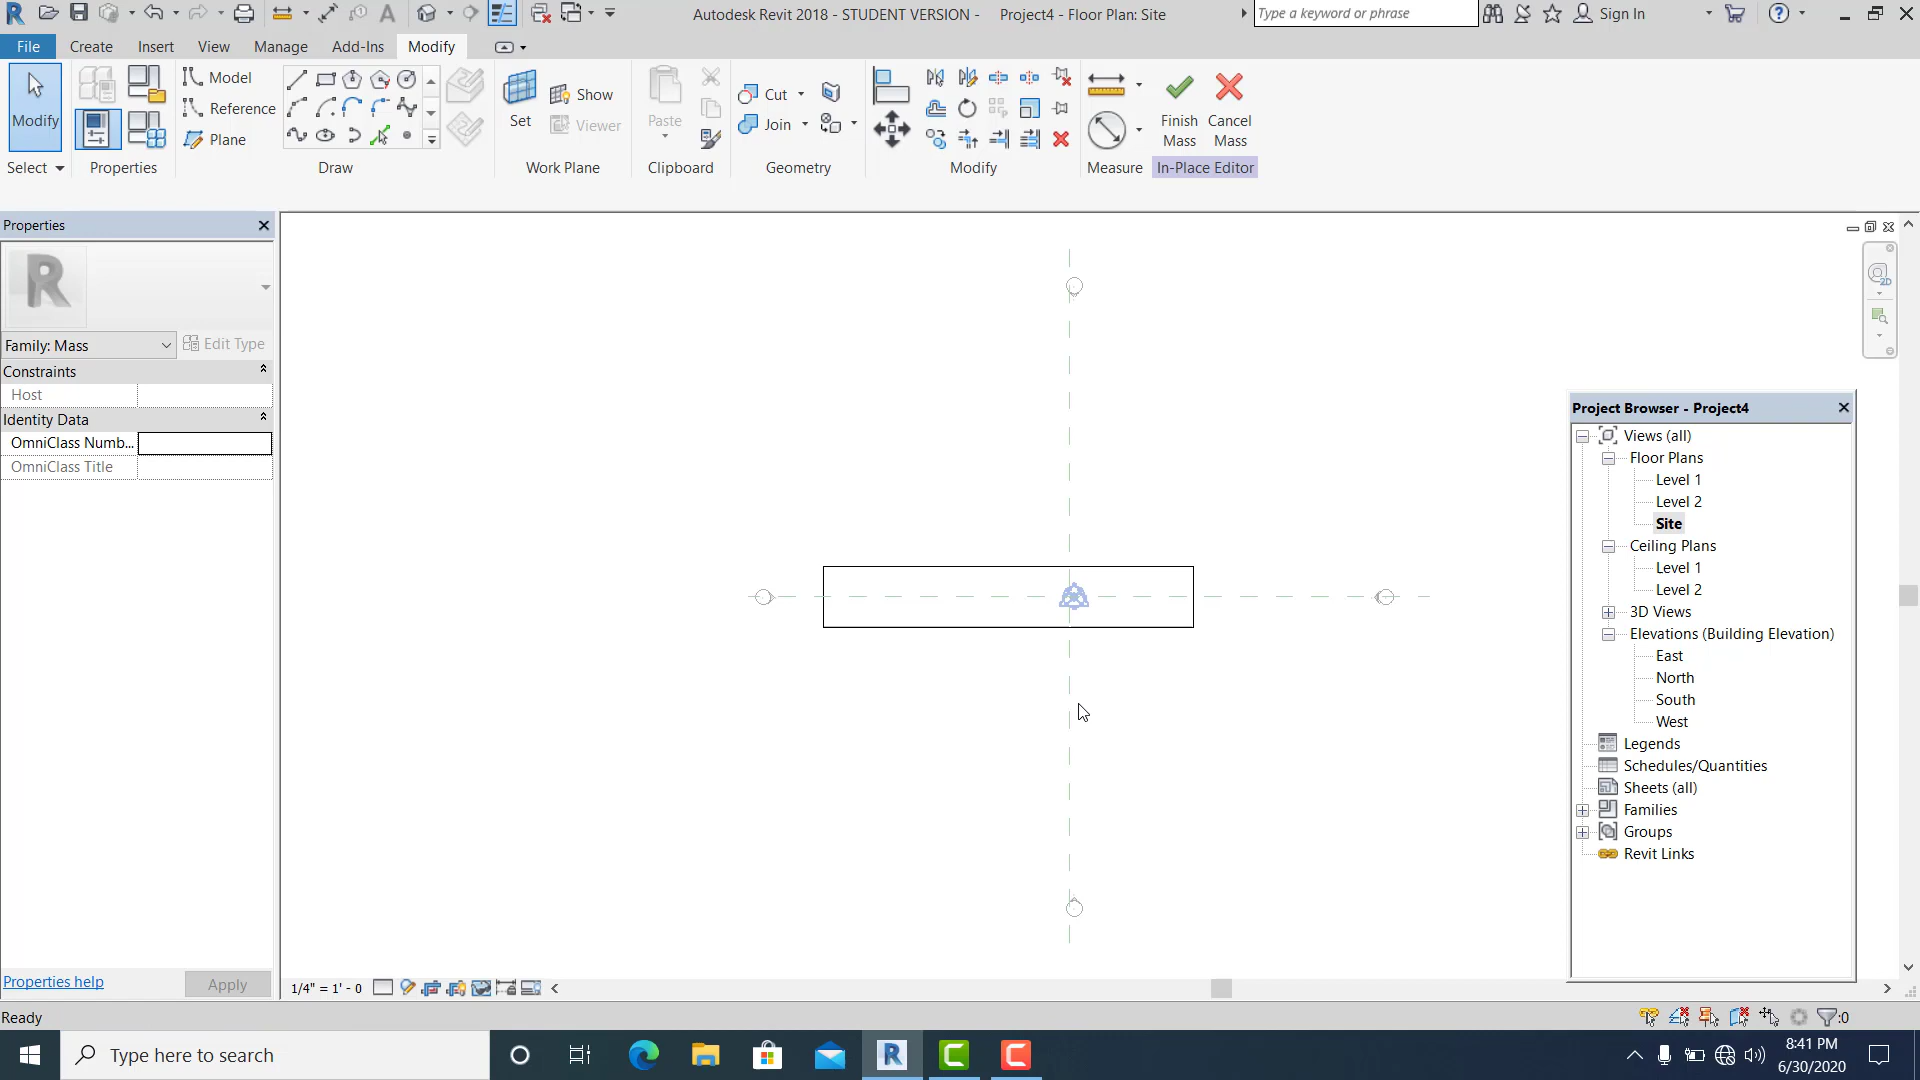 Autodesk Revit 2018 - STUDENT VERSION - Project4 - Floor Plan: Site
Type a keyword or phrase
Sign In
File Create Insert View Manage Add-Ins Modify
Modify
Model
Reference
Plane
Set
Show
Viewer
Paste
Cut
Join
Finish Mass
Cancel Mass
Select Properties Draw Work Plane Clipboard Geometry Modify Measure In-Place Editor
Properties
Family: Mass
Edit Type
Constraints
Host
Identity Data
OmniClass Numb...
OmniClass Title
Properties help
Apply
Project Browser - Project4
Views (all)
Floor Plans
Level 1
Level 2
Site
Ceiling Plans
Level 1
Level 2
3D Views
Elevations (Building Elevation)
East
North
South
West
Legends
Schedules/Quantities
Sheets (all)
Families
Groups
Revit Links
2D
1/4" = 1' - 0
Ready
:0
Type here to search
8:41 PM
6/30/2020